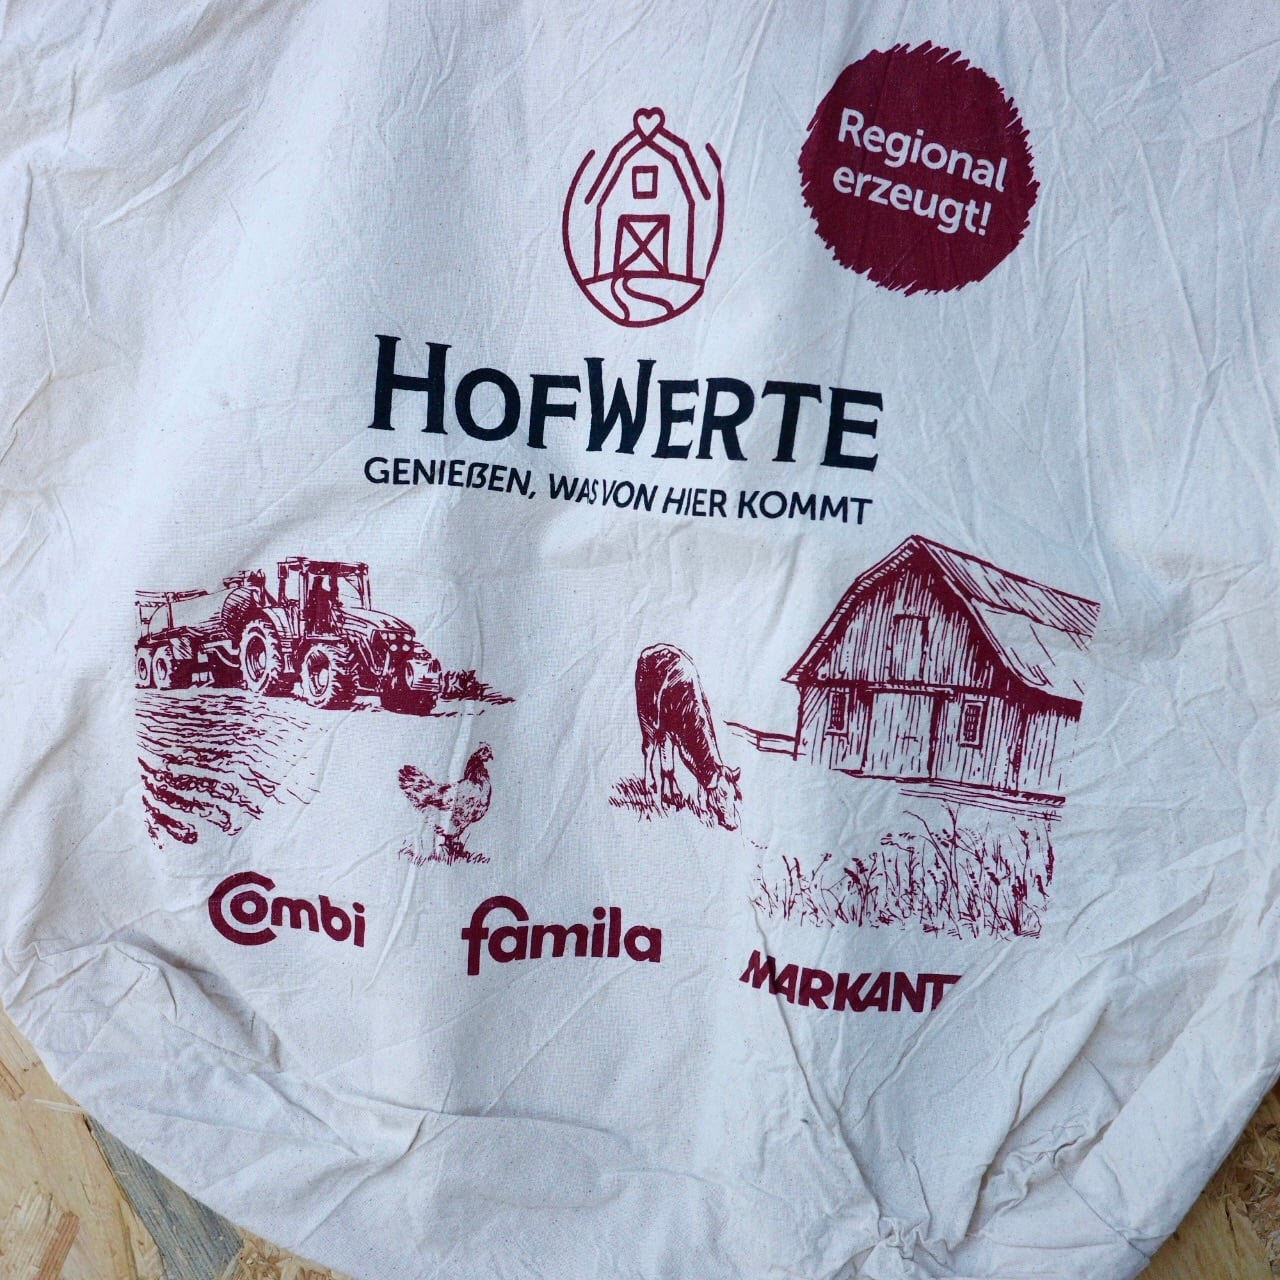 Regional
erzeugt!
HOFWERTE
GENIEßEN, WAS VON HIER KOMMT
Combi
famila
MARKANT